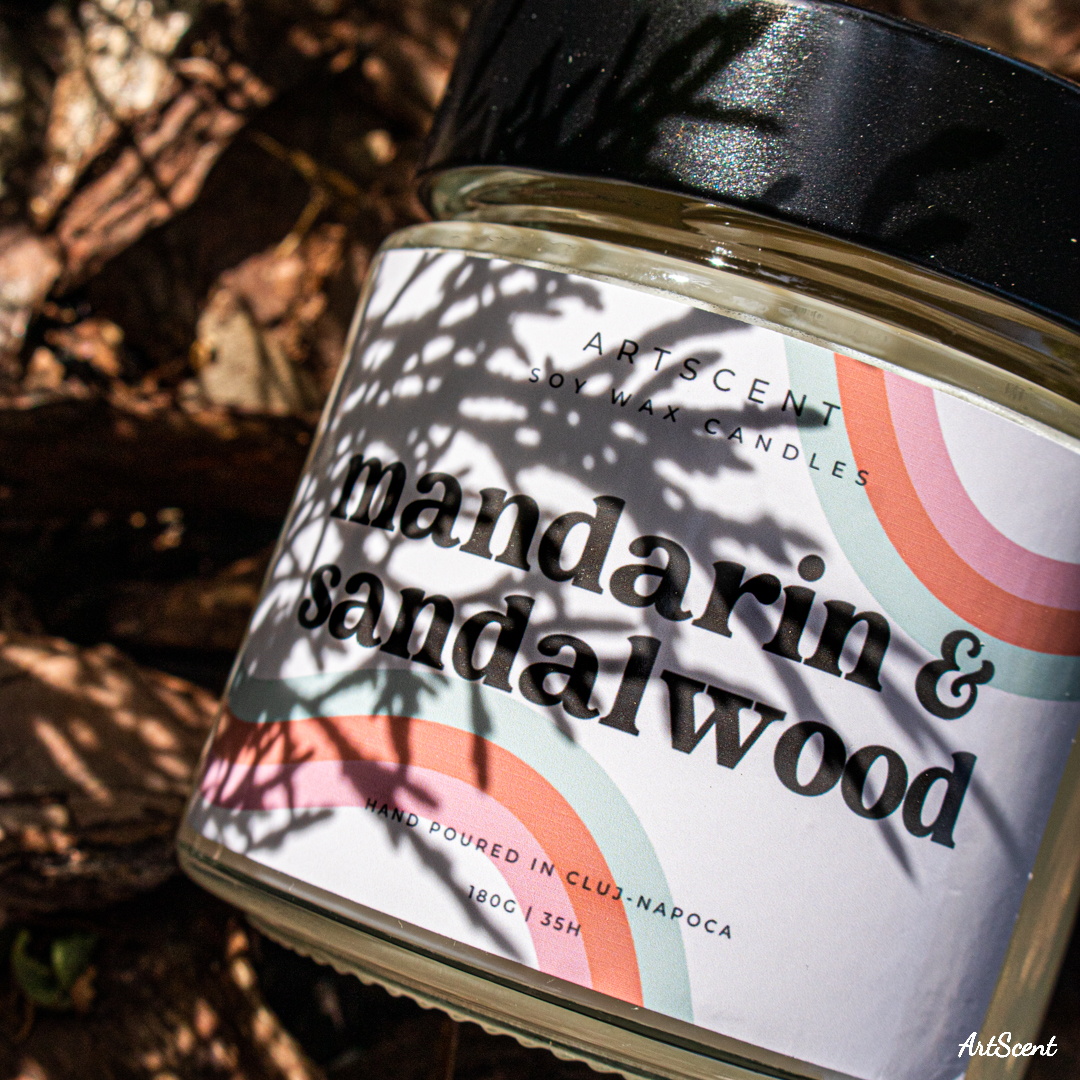 ARTSCENT
SOY WAX CANDLES
mandarin &
sandalwood
HAND POURED IN CLUJ-NAPOCA
180G | 35H
ArtScent